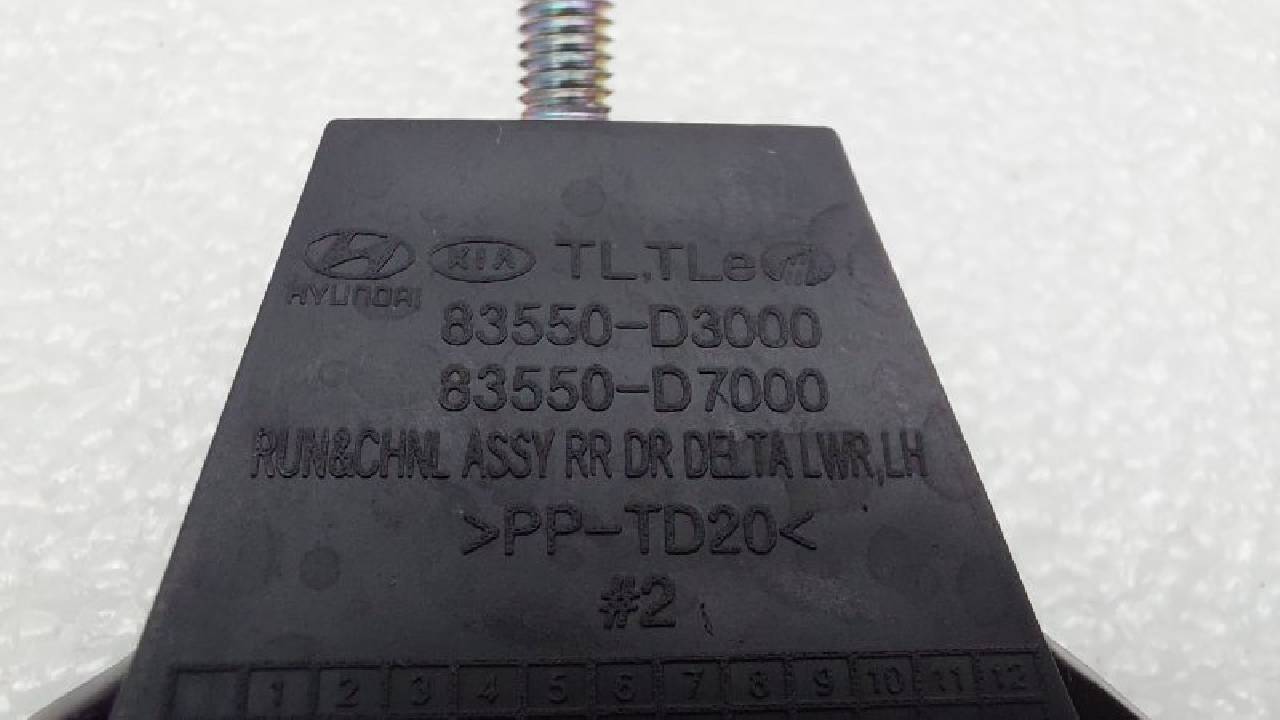 KIA TL,TLe
HYUNDAI
83550-D3000
83550-D7000
RUN&CHNL ASSY RR DR DELTA LWR,LH
>PP-TD20<
#2
1 2 3 4 5 6 7 8 9 10 11 12